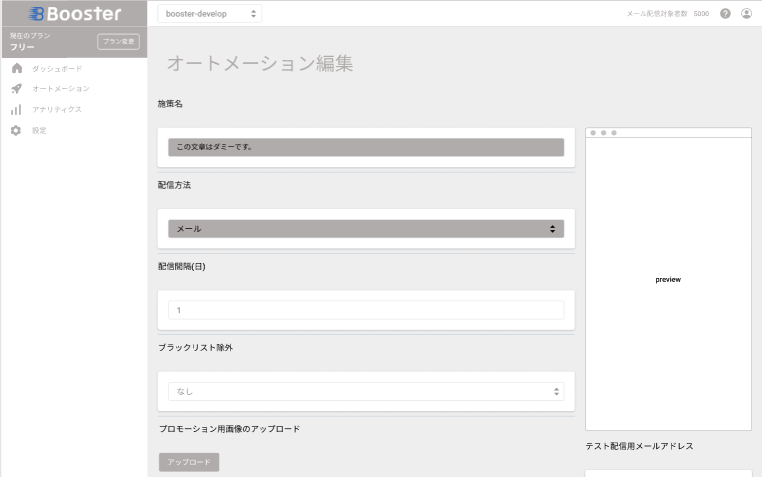 Booster
booster-develop
メール配信対象者数 5000
?
現在のプラン
フリー
プラン変更
ダッシュボード
オートメーション
アナリティクス
設定
オートメーション編集
施策名
この文章はダミーです。
配信方法
メール
配信間隔(日)
1
ブラックリスト除外
なし
プロモーション用画像のアップロード
アップロード
preview
テスト配信用メールアドレス